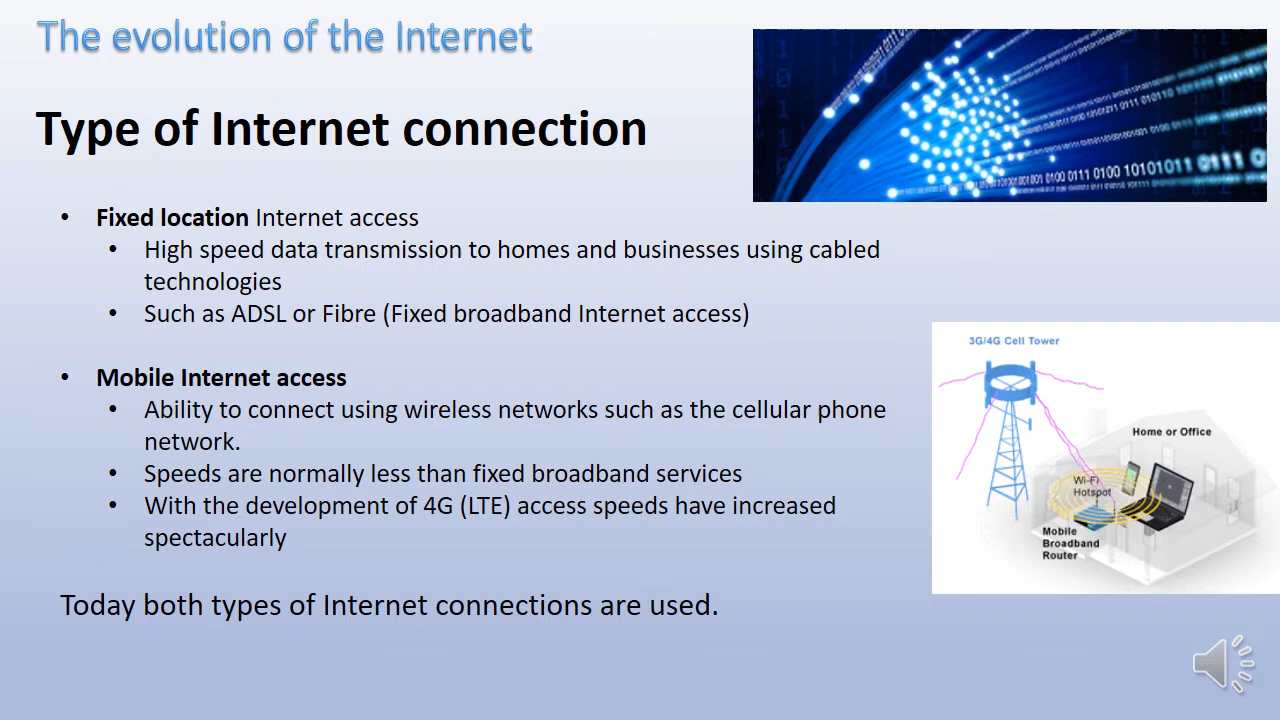 The evolution of the Internet
Type of Internet connection
• Fixed location Internet access
• High speed data transmission to homes and businesses using cabled
technologies
• Such as ADSL or Fibre (Fixed broadband Internet access)
• Mobile Internet access
• Ability to connect using wireless networks such as the cellular phone
network.
• Speeds are normally less than fixed broadband services
• With the development of 4G (LTE) access speeds have increased
spectacularly
Today both types of Internet connections are used.
3G/4G Cell Tower
Home or Office
Wi-Fi
Hotspot
Mobile
Broadband
Router